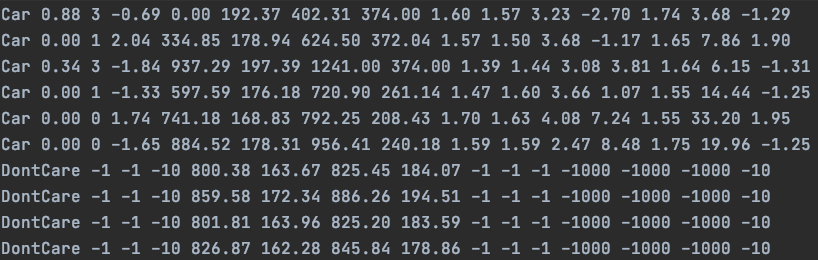 Car 0.88 3 -0.69 0.00 192.37 402.31 374.00 1.60 1.57 3.23 -2.70 1.74 3.68 -1.29
Car 0.00 1 2.04 334.85 178.94 624.50 372.04 1.57 1.50 3.68 -1.17 1.65 7.86 1.90
Car 0.34 3 -1.84 937.29 197.39 1241.00 374.00 1.39 1.44 3.08 3.81 1.64 6.15 -1.31
Car 0.00 1 -1.33 597.59 176.18 720.90 261.14 1.47 1.60 3.66 1.07 1.55 14.44 -1.25
Car 0.00 0 1.74 741.18 168.83 792.25 208.43 1.70 1.63 4.08 7.24 1.55 33.20 1.95
Car 0.00 0 -1.65 884.52 178.31 956.41 240.18 1.59 1.59 2.47 8.48 1.75 19.96 -1.25
DontCare -1 -1 -10 800.38 163.67 825.45 184.07 -1 -1 -1 -1000 -1000 -1000 -10
DontCare -1 -1 -10 859.58 172.34 886.26 194.51 -1 -1 -1 -1000 -1000 -1000 -10
DontCare -1 -1 -10 801.81 163.96 825.20 183.59 -1 -1 -1 -1000 -1000 -1000 -10
DontCare -1 -1 -10 826.87 162.28 845.84 178.86 -1 -1 -1 -1000 -1000 -1000 -10